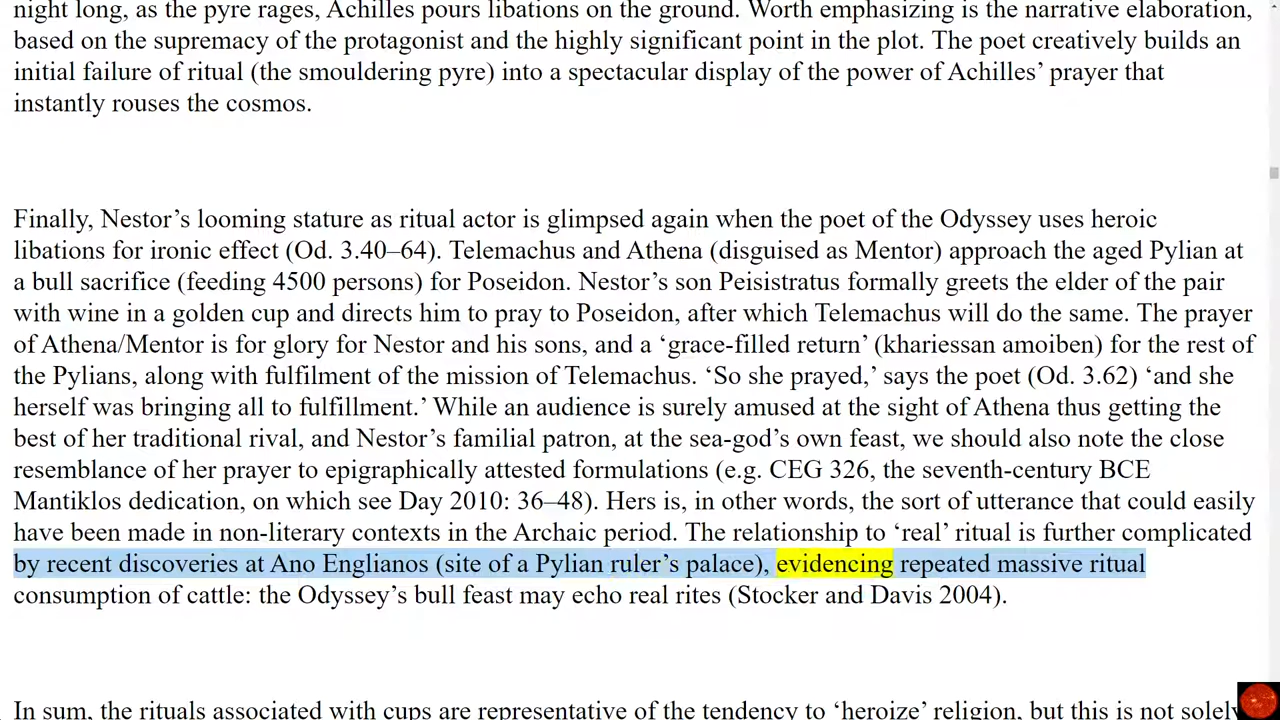 night long, as the pyre rages, Achilles pours libations on the ground. Worth emphasizing is the narrative elaboration,
based on the supremacy of the protagonist and the highly significant point in the plot. The poet creatively builds an
initial failure of ritual (the smouldering pyre) into a spectacular display of the power of Achilles’ prayer that
instantly rouses the cosmos.
Finally, Nestor’s looming stature as ritual actor is glimpsed again when the poet of the Odyssey uses heroic
libations for ironic effect (Od. 3.40–64). Telemachus and Athena (disguised as Mentor) approach the aged Pylian at
a bull sacrifice (feeding 4500 persons) for Poseidon. Nestor’s son Peisistratus formally greets the elder of the pair
with wine in a golden cup and directs him to pray to Poseidon, after which Telemachus will do the same. The prayer
of Athena/Mentor is for glory for Nestor and his sons, and a ‘grace-filled return’ (khariessan amoiben) for the rest of
the Pylians, along with fulfilment of the mission of Telemachus. ‘So she prayed,’ says the poet (Od. 3.62) ‘and she
herself was bringing all to fulfillment.’ While an audience is surely amused at the sight of Athena thus getting the
best of her traditional rival, and Nestor’s familial patron, at the sea-god’s own feast, we should also note the close
resemblance of her prayer to epigraphically attested formulations (e.g. CEG 326, the seventh-century BCE
Mantiklos dedication, on which see Day 2010: 36–48). Hers is, in other words, the sort of utterance that could easily
have been made in non-literary contexts in the Archaic period. The relationship to ‘real’ ritual is further complicated
by recent discoveries at Ano Englianos (site of a Pylian ruler’s palace), evidencing repeated massive ritual
consumption of cattle: the Odyssey’s bull feast may echo real rites (Stocker and Davis 2004).
In sum, the rituals associated with cups are representative of the tendency to ‘heroize’ religion, but this is not solely